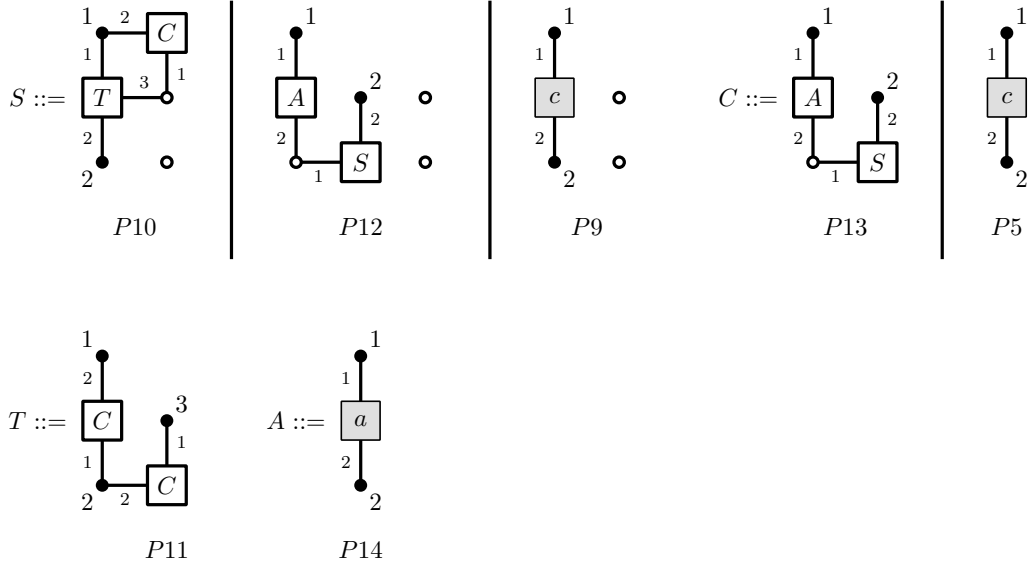 1 2 C 1 1 1
1 1 1 1
S ::= T 3 1 A 2 c C ::= A 2 c
2 2 2 2 2 2 2
2 1 S 2 1 S 2
P10 P12 P9 P13 P5
1 1
2 3 1
T ::= C A ::= a
1 1 2
2 2 C 2
P11 P14